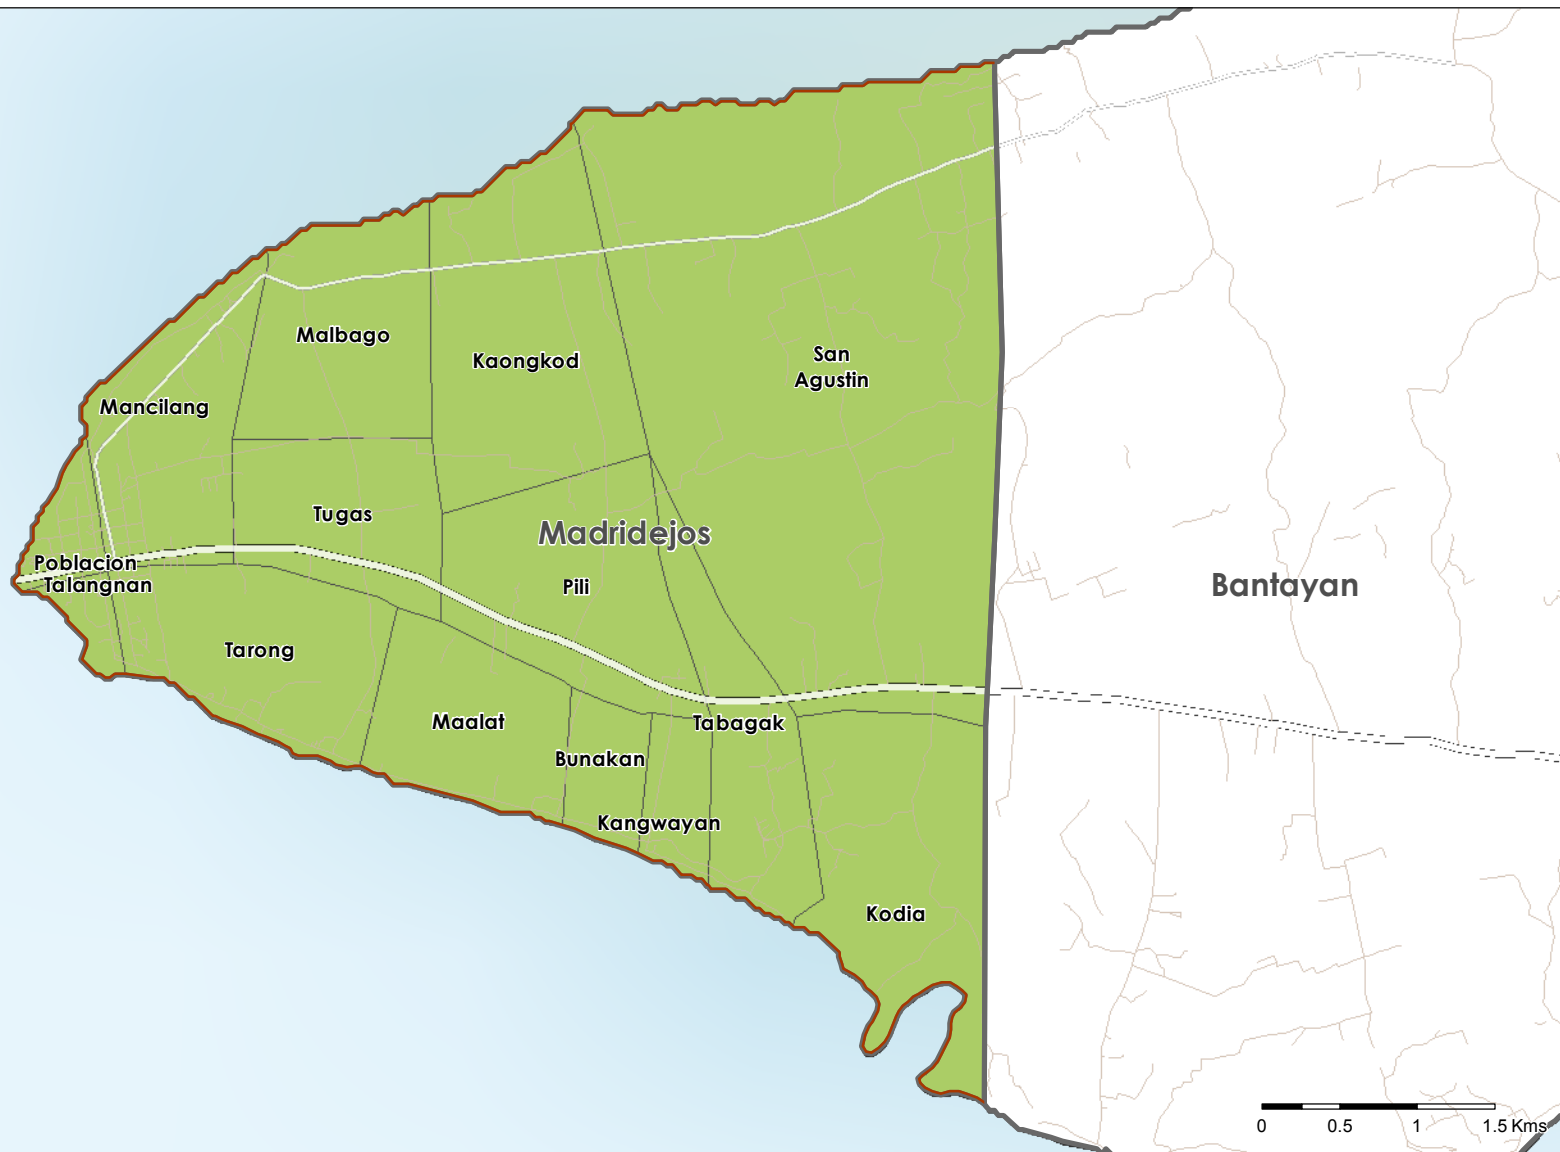 Malbago
Kaongkod
San
Agustin
Mancilang
Tugas
Madridejos
Poblacion
Talangnan
Pili
Bantayan
Tarong
Maalat
Tabagak
Bunakan
Kangwayan
Kodia
0 0.5 1 1.5 Kms